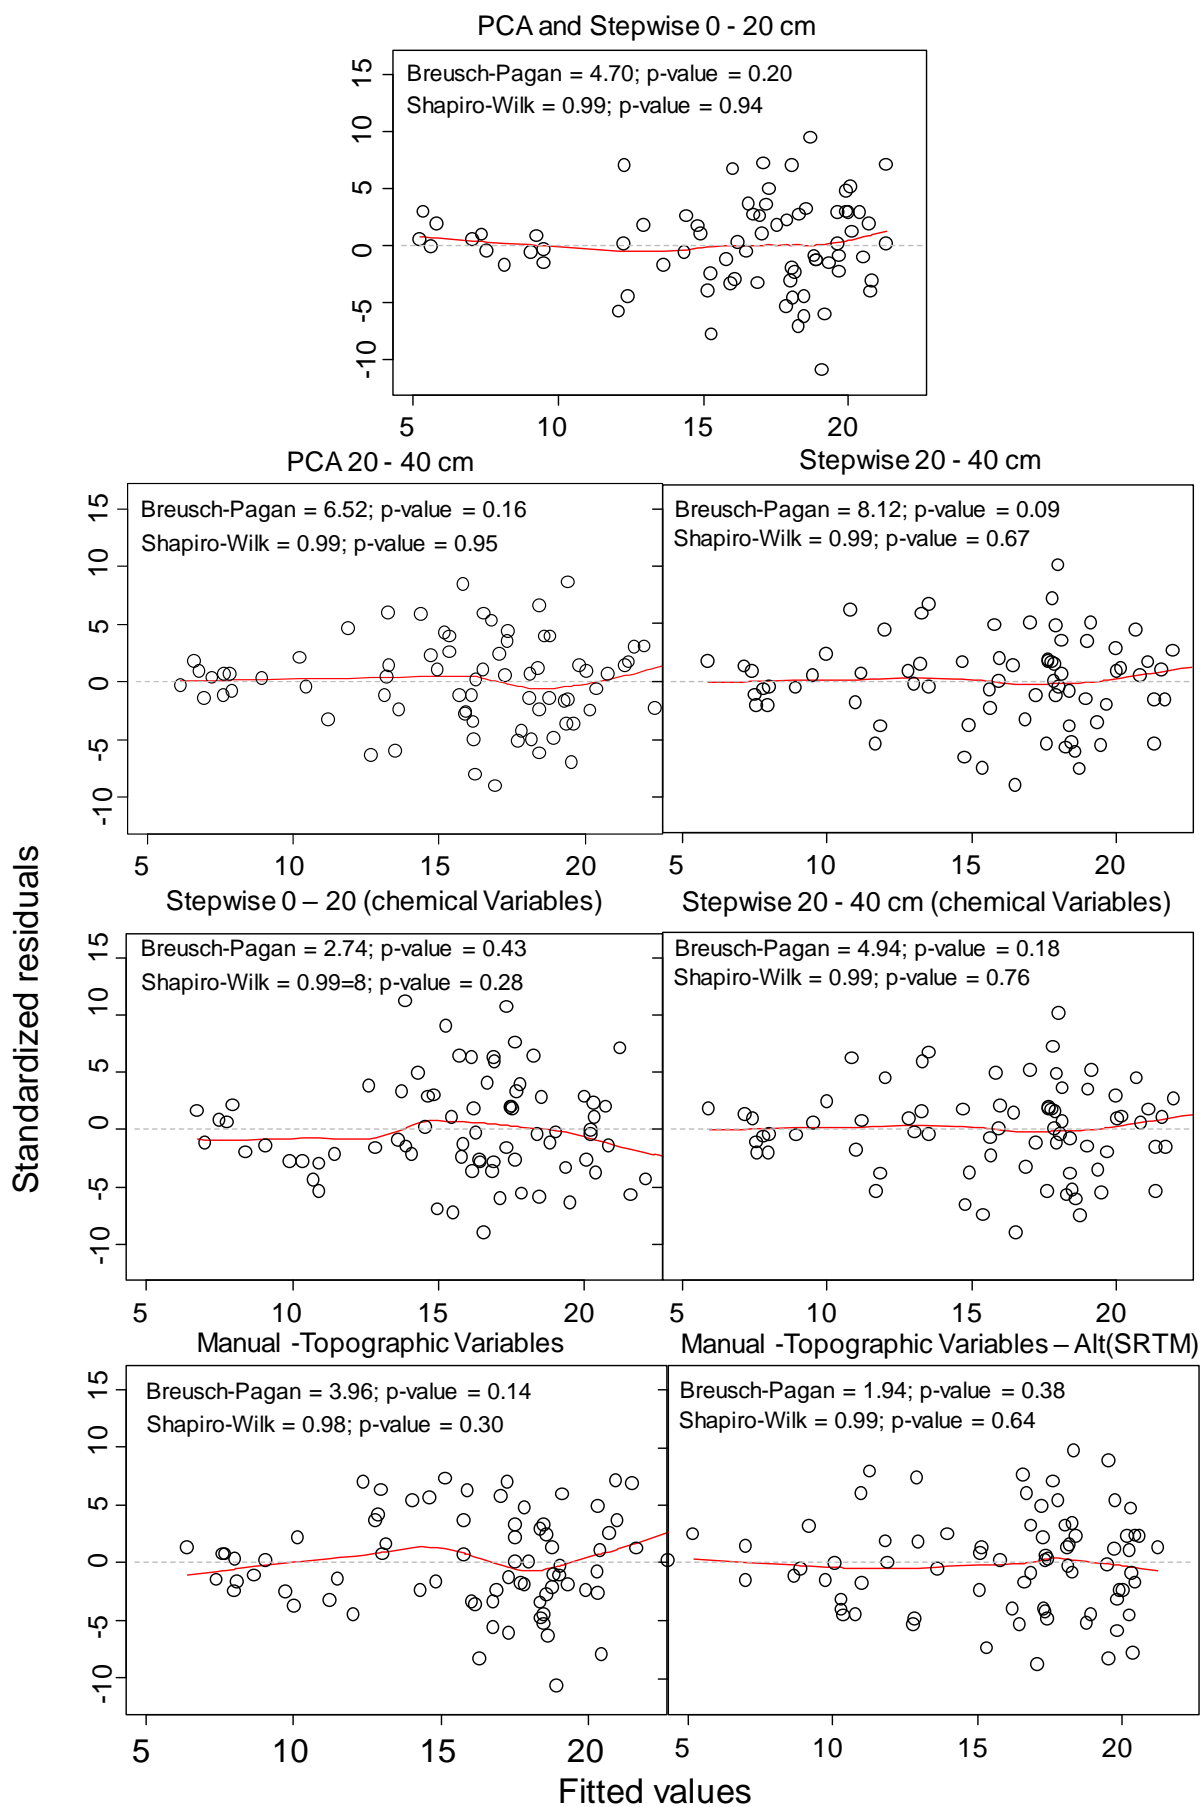 PCA and Stepwise 0 - 20 cm
Breusch-Pagan = 4.70; p-value = 0.20
Shapiro-Wilk = 0.99; p-value = 0.94
15
10
5
0
-5
-10
5 10 15 20
PCA 20 - 40 cm
Stepwise 20 - 40 cm
Breusch-Pagan = 6.52; p-value = 0.16
Shapiro-Wilk = 0.99; p-value = 0.95
Breusch-Pagan = 8.12; p-value = 0.09
Shapiro-Wilk = 0.99; p-value = 0.67
15
10
5
0
-5
-10
5 10 15 20
5 10 15 20
Stepwise 0 – 20 (chemical Variables)
Stepwise 20 - 40 cm (chemical Variables)
Breusch-Pagan = 2.74; p-value = 0.43
Shapiro-Wilk = 0.99=8; p-value = 0.28
Breusch-Pagan = 4.94; p-value = 0.18
Shapiro-Wilk = 0.99; p-value = 0.76
15
10
5
0
-5
-10
5 10 15 20
5 10 15 20
Manual -Topographic Variables
Manual -Topographic Variables – Alt(SRTM)
Breusch-Pagan = 3.96; p-value = 0.14
Shapiro-Wilk = 0.98; p-value = 0.30
Breusch-Pagan = 1.94; p-value = 0.38
Shapiro-Wilk = 0.99; p-value = 0.64
15
10
5
0
-5
-10
5 10 15 20
5 10 15 20
Standardized residuals
Fitted values